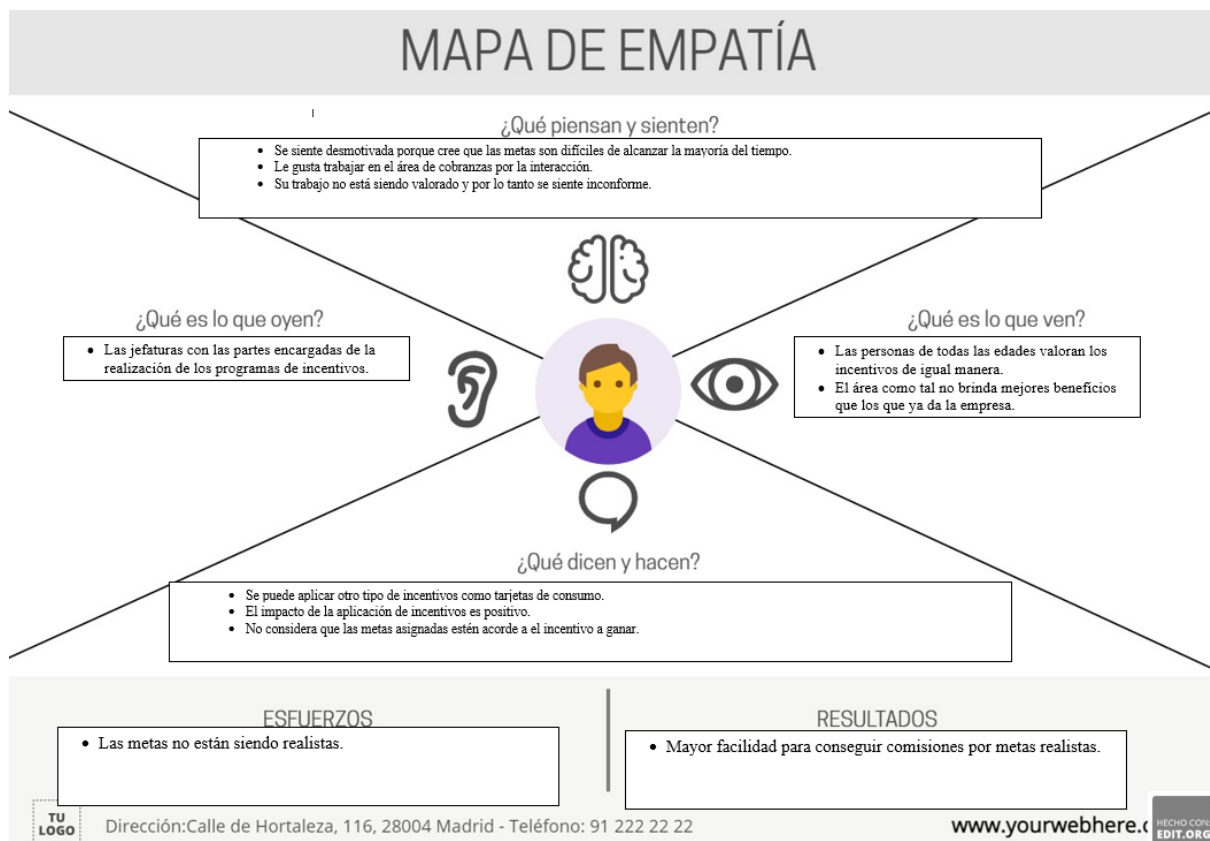 MAPA DE EMPATÍA
¿Qué piensan y sienten?
• Se siente desmotivada porque cree que las metas son difíciles de alcanzar la mayoría del tiempo.
• Le gusta trabajar en el área de cobranzas por la interacción.
• Su trabajo no está siendo valorado y por lo tanto se siente inconforme.
¿Qué es lo que oyen?
• Las jefaturas con las partes encargadas de la
realización de los programas de incentivos.
¿Qué es lo que ven?
• Las personas de todas las edades valoran los
incentivos de igual manera.
• El área como tal no brinda mejores beneficios
que los que ya da la empresa.
¿Qué dicen y hacen?
• Se puede aplicar otro tipo de incentivos como tarjetas de consumo.
• El impacto de la aplicación de incentivos es positivo.
• No considera que las metas asignadas estén acorde a el incentivo a ganar.
ESFUERZOS
• Las metas no están siendo realistas.
RESULTADOS
• Mayor facilidad para conseguir comisiones por metas realistas.
TU
LOGO
Dirección:Calle de Hortaleza, 116, 28004 Madrid - Teléfono: 91 222 22 22
www.yourwebhere.c
HECHO CON:
EDIT.ORG